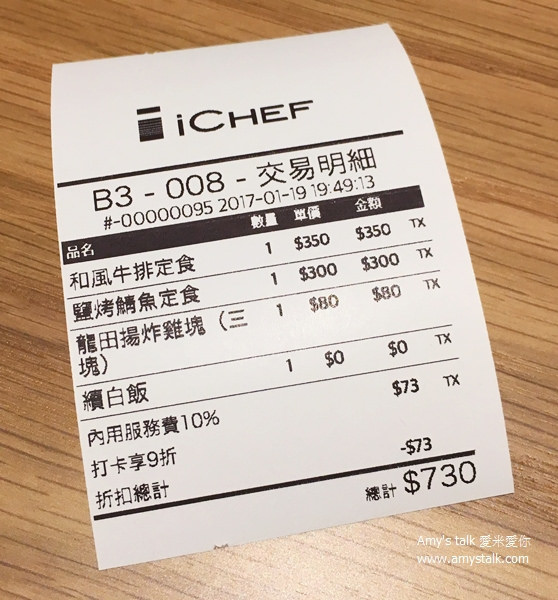 iCHEF
B3 - 008 - 交易明細
#-00000095 2017-01-19 19:49:13
品名 數量 單價 金額
和風牛排定食 1 $350 $350 TX
鹽烤鯖魚定食 1 $300 $300 TX
龍田揚炸雞塊（三 1 $80 $80 TX
塊）
續白飯 1 $0 $0 TX
內用服務費10% $73 TX
打卡享9折
折扣總計 -$73
總計 $730
Amy's talk 愛米愛你
www.amystalk.com